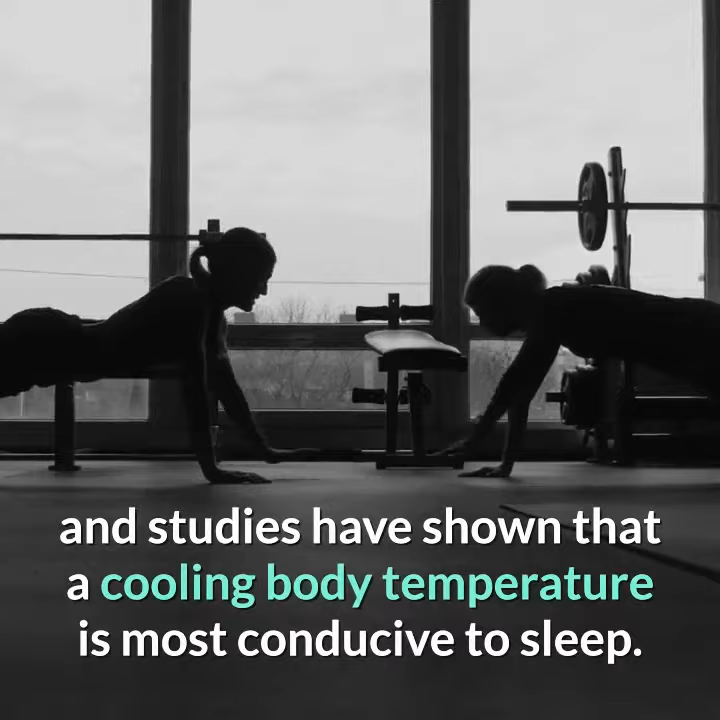 and studies have shown that
a cooling body temperature
is most conducive to sleep.